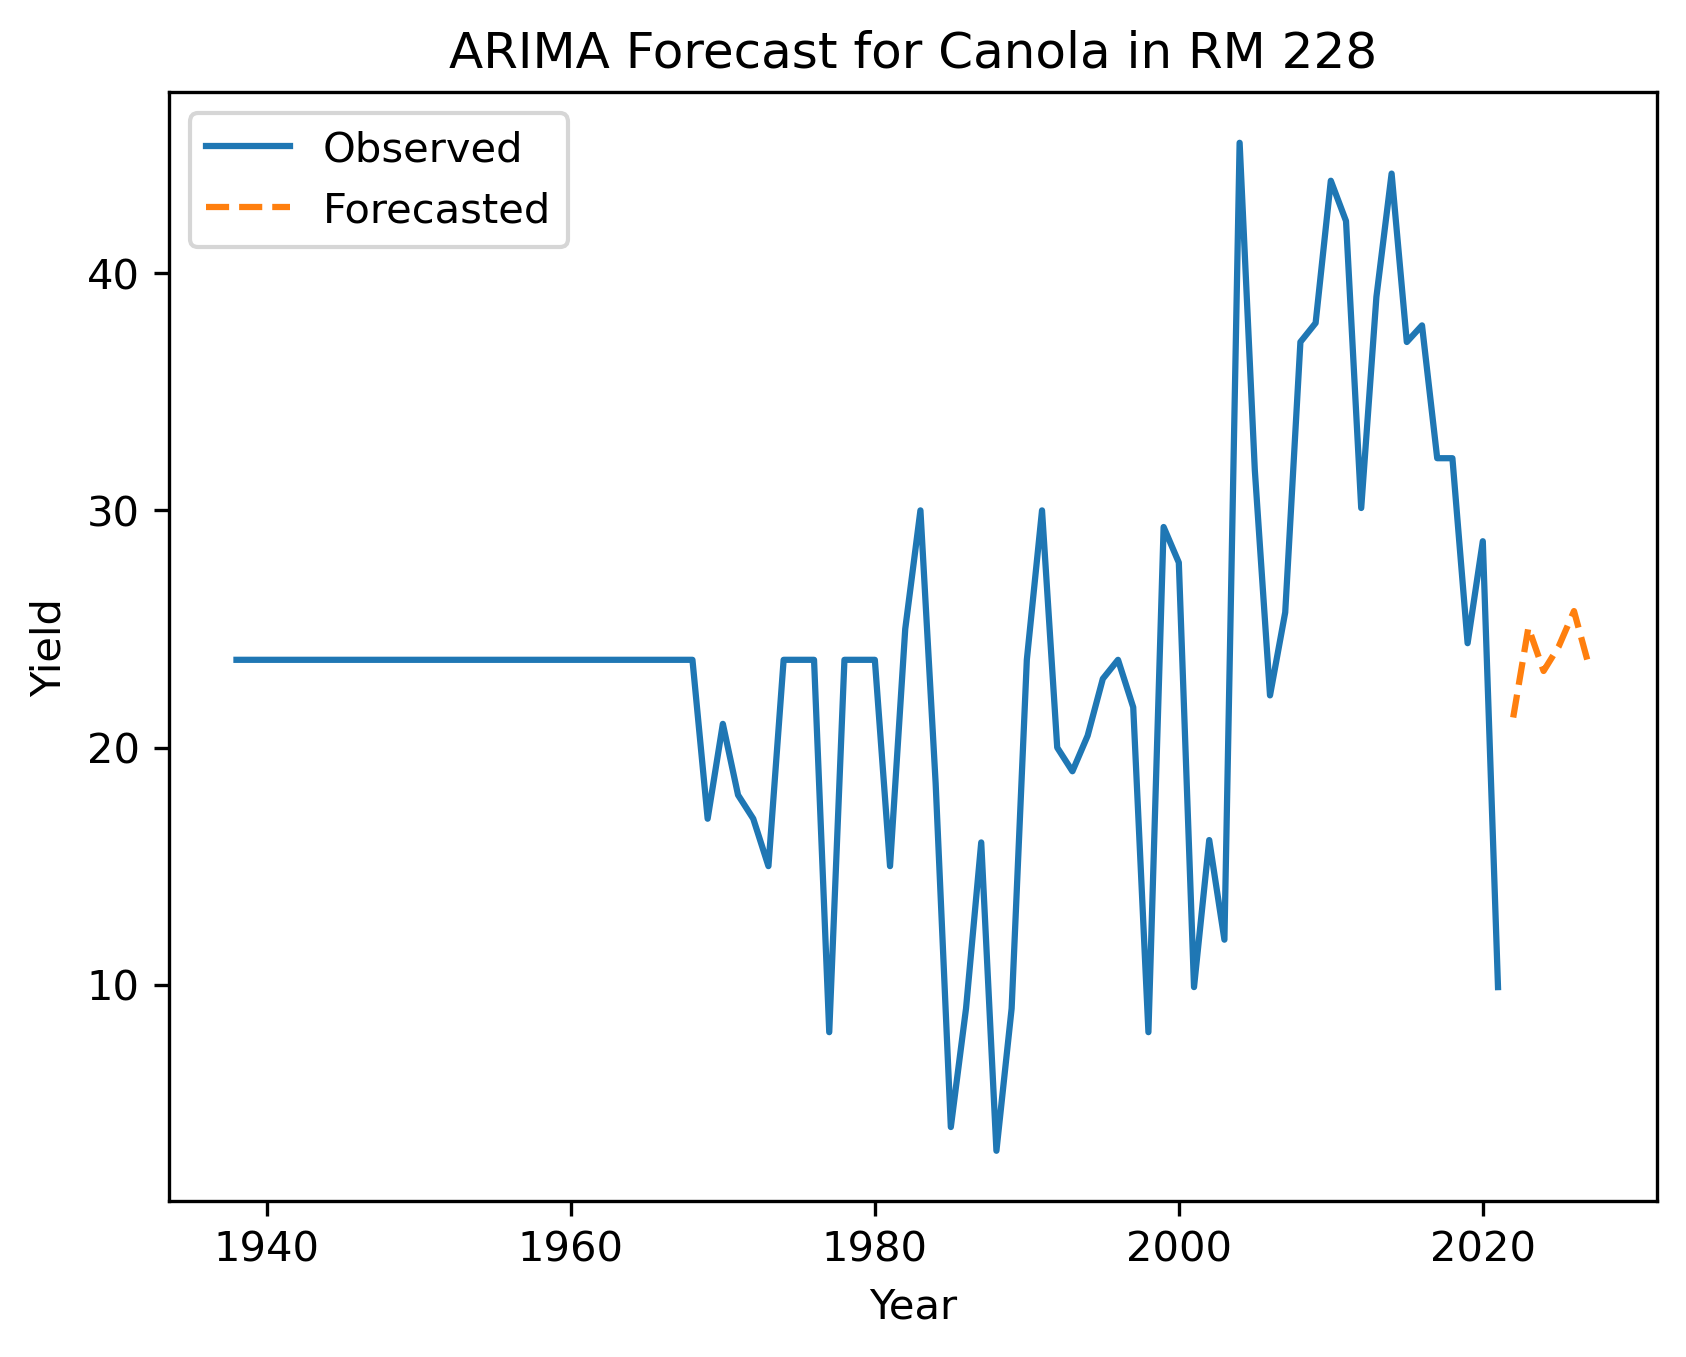 ARIMA Forecast for Canola in RM 228
Observed
Forecasted
40
30
20
10
Yield
1940 1960 1980 2000 2020
Year